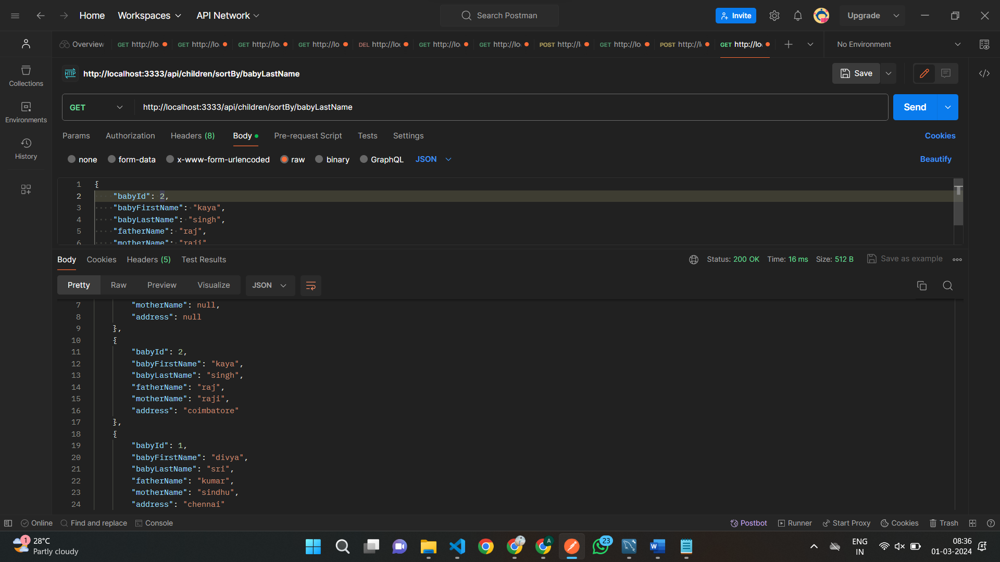 Home Workspaces API Network Search Postman Invite Upgrade
Overview GET http://lo GET http://lo GET http://lo GET http://lo DEL http://loc GET http://lo GET http://lo POST http://l GET http://lo POST http://l GET http://lo No Environment
HTTP http://localhost:3333/api/children/sortBy/babyLastName Save
Collections
GET http://localhost:3333/api/children/sortBy/babyLastName Send
Environments
Params Authorization Headers (8) Body Pre-request Script Tests Settings Cookies
History
none form-data x-www-form-urlencoded raw binary GraphQL JSON Beautify
1 {
2 "babyId": 2,
3 "babyFirstName": "kaya",
4 "babyLastName": "singh",
5 "fatherName": "raj",
6 "motherName": "raji"
Body Cookies Headers (5) Test Results Status: 200 OK Time: 16 ms Size: 512 B Save as example
Pretty Raw Preview Visualize JSON
7 "motherName": null,
8 "address": null
9 },
10 {
11 "babyId": 2,
12 "babyFirstName": "kaya",
13 "babyLastName": "singh",
14 "fatherName": "raj",
15 "motherName": "raji",
16 "address": "coimbatore"
17 },
18 {
19 "babyId": 1,
20 "babyFirstName": "divya",
21 "babyLastName": "sri",
22 "fatherName": "kumar",
23 "motherName": "sindhu",
24 "address": "chennai"
Online Find and replace Console Postbot Runner Start Proxy Cookies Trash
1 28°C
Partly cloudy
A
23
W
ENG
IN
08:36
01-03-2024